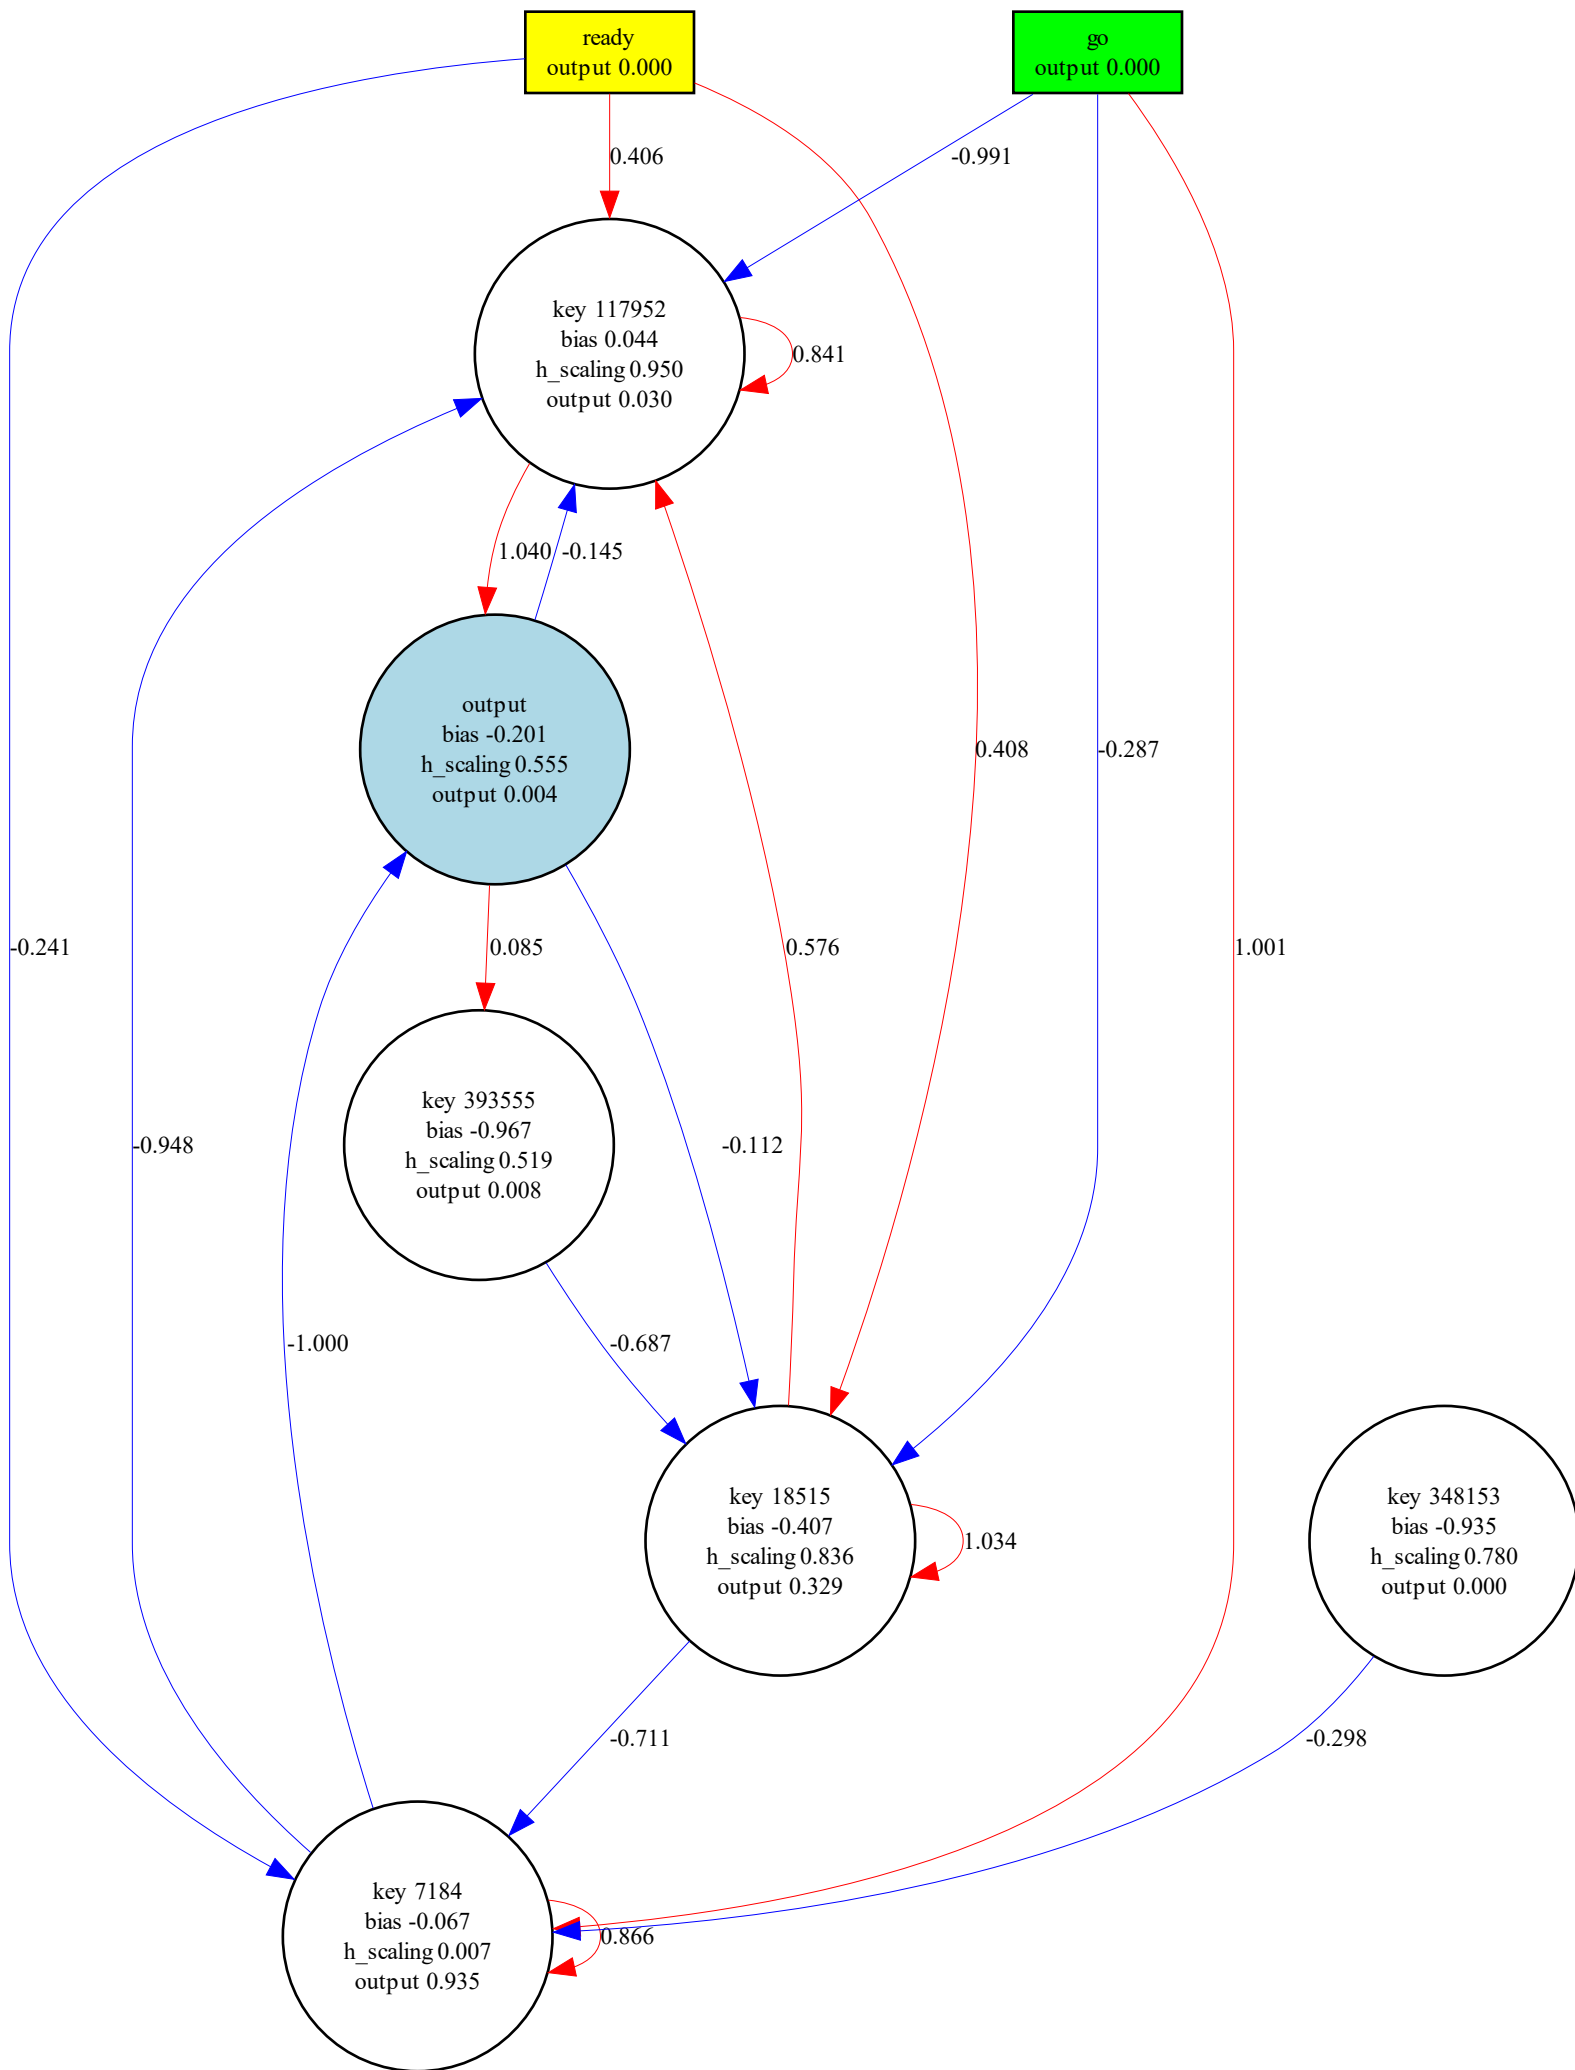 ready
output 0.000
go
output 0.000
0.406
-0.991
key 117952
bias 0.044
h_scaling 0.950
output 0.030
0.841
1.040
-0.145
output
bias -0.201
h_scaling 0.555
output 0.004
0.408
-0.287
-0.241
0.085
0.576
1.001
key 393555
bias -0.967
h_scaling 0.519
output 0.008
-0.948
-0.112
-1.000
-0.687
key 18515
bias -0.407
h_scaling 0.836
output 0.329
1.034
key 348153
bias -0.935
h_scaling 0.780
output 0.000
-0.711
-0.298
key 7184
bias -0.067
h_scaling 0.007
output 0.935
0.866